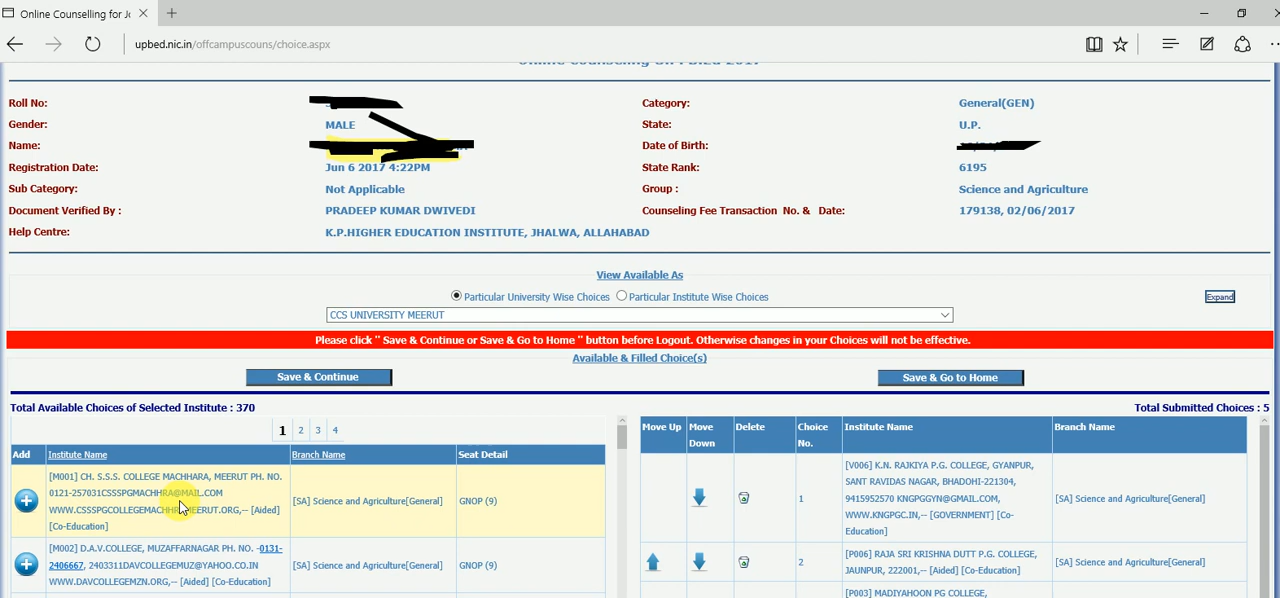 Online Counselling for Jo
upbed.nic.in/offcampuscouns/choice.aspx
Roll No:
Category:
General(GEN)
Gender:
MALE
State:
U.P.
Name:
Date of Birth:
Registration Date:
Jun 6 2017 4:22PM
State Rank:
6195
Sub Category:
Not Applicable
Group :
Science and Agriculture
Document Verified By :
PRADEEP KUMAR DWIVEDI
Counseling Fee Transaction No. & Date:
179138, 02/06/2017
Help Centre:
K.P.HIGHER EDUCATION INSTITUTE, JHALWA, ALLAHABAD
View Available As
Particular University Wise Choices
Particular Institute Wise Choices
Expand
CCS UNIVERSITY MEERUT
Please click " Save & Continue or Save & Go to Home " button before Logout. Otherwise changes in your Choices will not be effective.
Available & Filled Choice(s)
Save & Continue
Save & Go to Home
Total Available Choices of Selected Institute : 370
Total Submitted Choices : 5
1 2 3 4
Add
Institute Name
Branch Name
Seat Detail
[M001] CH. S.S.S. COLLEGE MACHHARA, MEERUT PH. NO.
0121-257031CSSSPGMACHHRA@MAIL.COM
WWW.CSSSPGCOLLEGEMACHHRMEERUT.ORG,-- [Aided]
[Co-Education]
[SA] Science and Agriculture[General]
GNOP (9)
[M002] D.A.V.COLLEGE, MUZAFFARNAGAR PH. NO. -0131-
2406667, 2403311DAVCOLLEGEMUZ@YAHOO.CO.IN
WWW.DAVCOLLEGEMZN.ORG,-- [Aided] [Co-Education]
[SA] Science and Agriculture[General]
GNOP (9)
Move Up
Move
Down
Delete
Choice
No.
Institute Name
Branch Name
1
[V006] K.N. RAJKIYA P.G. COLLEGE, GYANPUR,
SANT RAVIDAS NAGAR, BHADOHI-221304,
9415952570 KNGPGGYN@GMAIL.COM,
WWW.KNGPGC.IN,-- [GOVERNMENT] [Co-
Education]
[SA] Science and Agriculture[General]
2
[P006] RAJA SRI KRISHNA DUTT P.G. COLLEGE,
JAUNPUR, 222001,-- [Aided] [Co-Education]
[SA] Science and Agriculture[General]
[P003] MADIYAHOON PG COLLEGE,